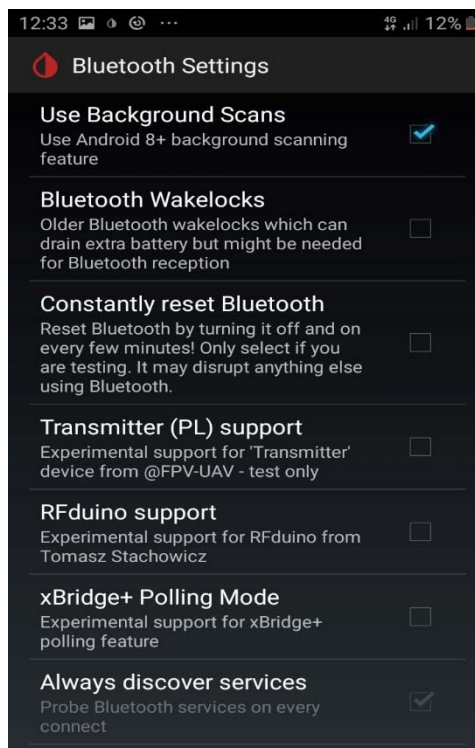 12:33 ... 4G 12%
Bluetooth Settings
Use Background Scans
Use Android 8+ background scanning
feature
Bluetooth Wakelocks
Older Bluetooth wakelocks which can
drain extra battery but might be needed
for Bluetooth reception
Constantly reset Bluetooth
Reset Bluetooth by turning it off and on
every few minutes! Only select if you
are testing. It may disrupt anything else
using Bluetooth.
Transmitter (PL) support
Experimental support for 'Transmitter'
device from @FPV-UAV - test only
RFduino support
Experimental support for RFduino from
Tomasz Stachowicz
xBridge+ Polling Mode
Experimental support for xBridge+
polling feature
Always discover services
Probe Bluetooth services on every
connect